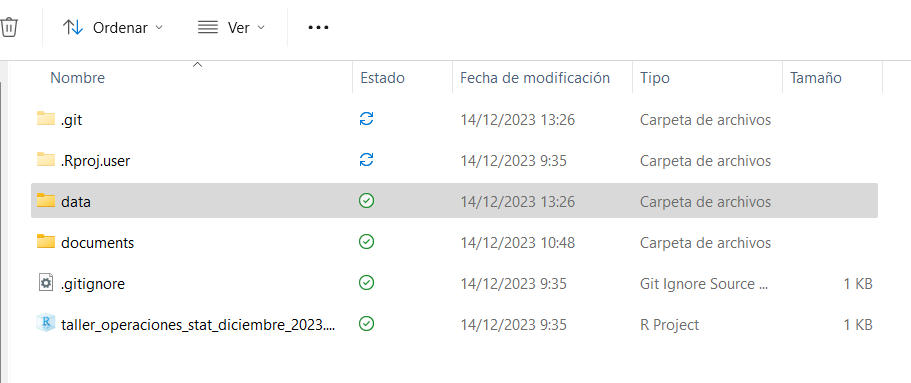 Ordenar Ver
Nombre Estado Fecha de modificación Tipo Tamaño
.git 14/12/2023 13:26 Carpeta de archivos
.Rproj.user 14/12/2023 9:35 Carpeta de archivos
data 14/12/2023 13:26 Carpeta de archivos
documents 14/12/2023 10:48 Carpeta de archivos
.gitignore 14/12/2023 9:35 Git Ignore Source ... 1 KB
taller_operaciones_stat_diciembre_2023.... 14/12/2023 9:35 R Project 1 KB